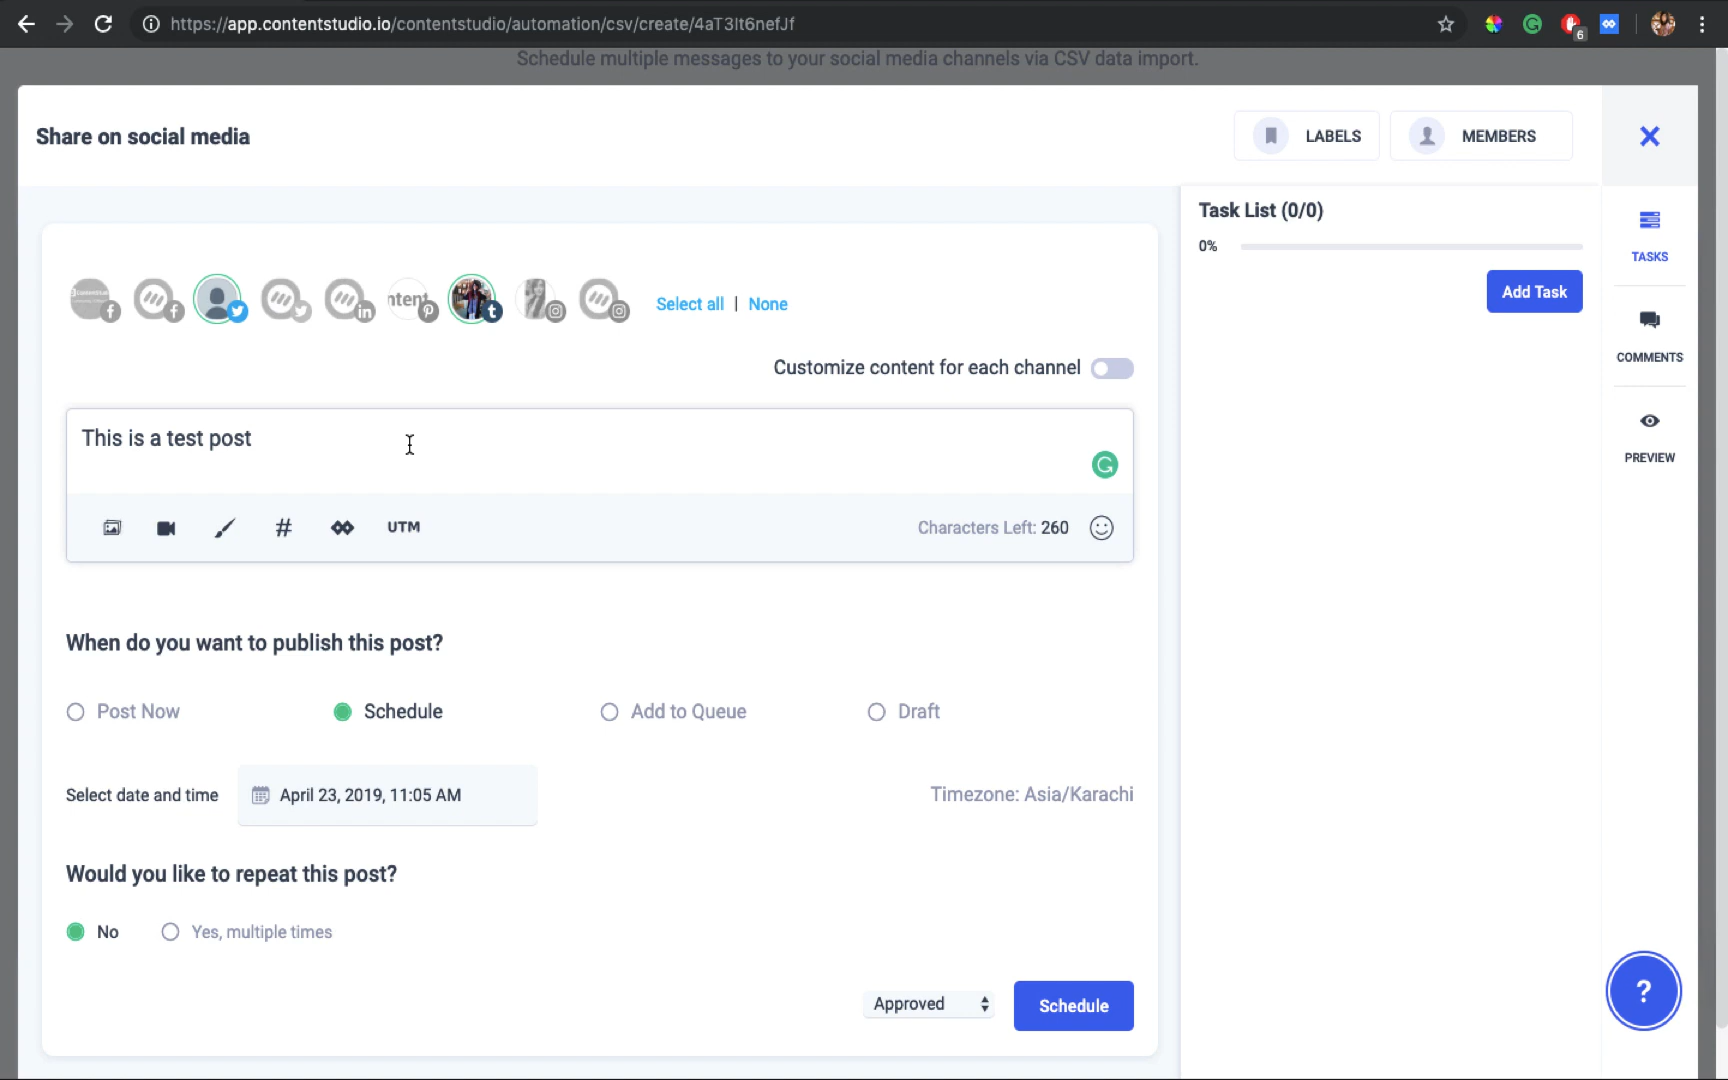 https://app.contentstudio.io/contentstudio/automation/csv/create/4aT3lt6nefJf
6
Schedule multiple messages to your social media channels via CSV data import.
Share on social media
LABELS
MEMBERS
Task List (0/0)
0%
TASKS
Add Task
ntent
Select all | None
COMMENTS
Customize content for each channel
This is a test post
PREVIEW
# UTM
Characters Left: 260
When do you want to publish this post?
Post Now
Schedule
Add to Queue
Draft
Select date and time
April 23, 2019, 11:05 AM
Timezone: Asia/Karachi
Would you like to repeat this post?
No
Yes, multiple times
Approved
Schedule
?